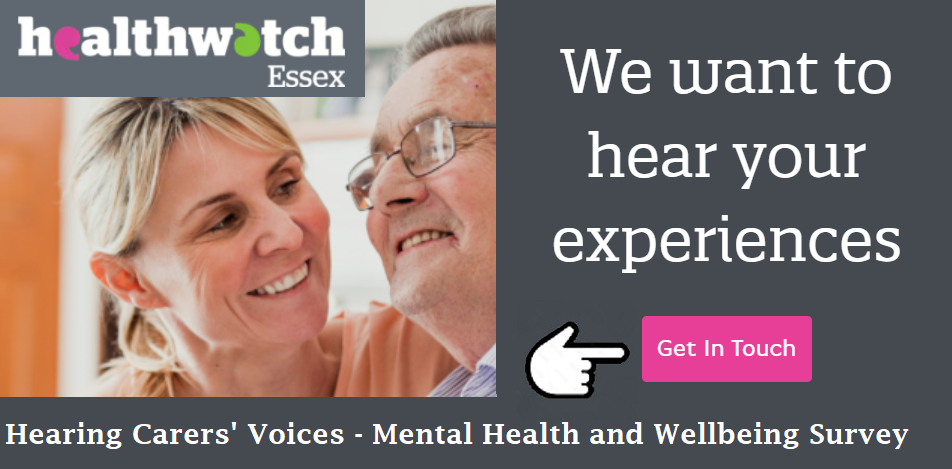 healthwatch
Essex
We want to
hear your
experiences
Get In Touch
Hearing Carers' Voices - Mental Health and Wellbeing Survey